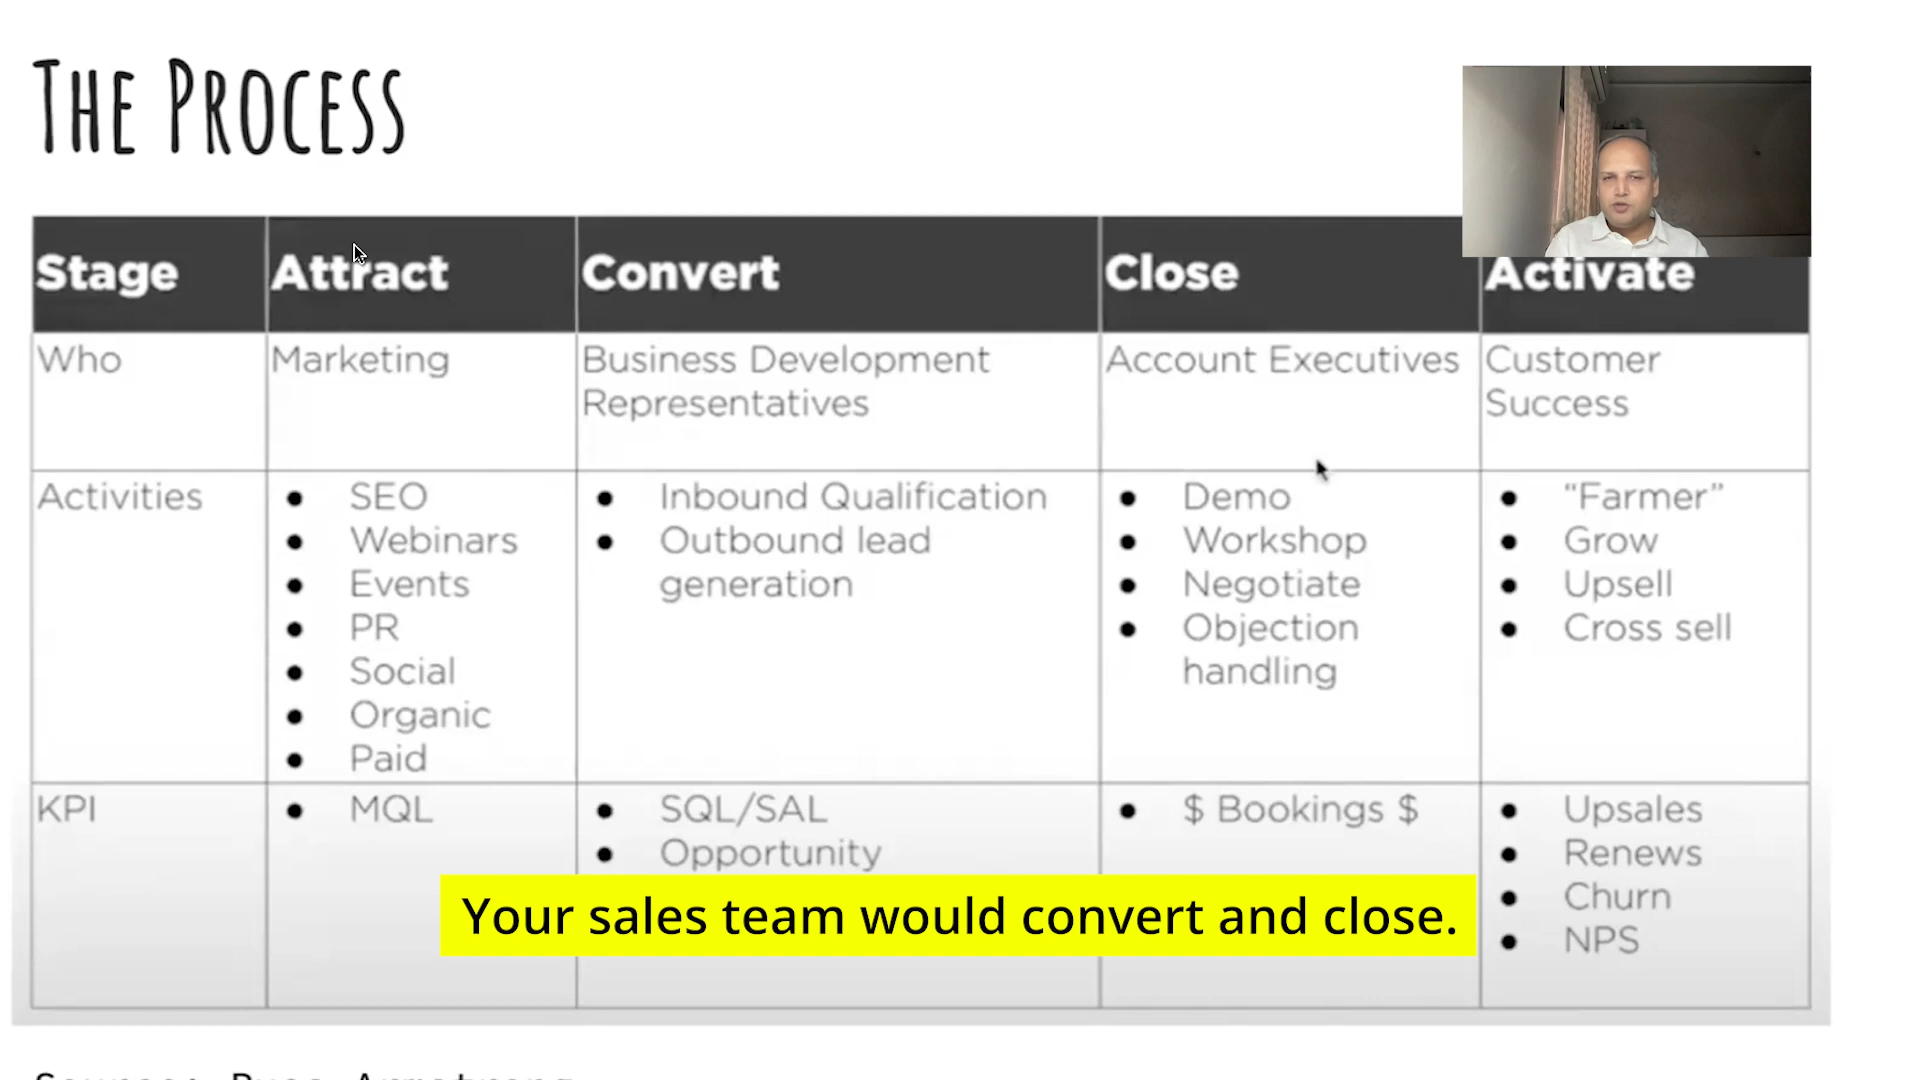 The Process
Stage Attract Convert Close Activate
Who Marketing Business Development Representatives Account Executives Customer Success
Activities
• SEO
• Webinars
• Events
• PR
• Social
• Organic
• Paid
• Inbound Qualification
• Outbound lead
generation
• Demo
• Workshop
• Negotiate
• Objection
handling
• “Farmer”
• Grow
• Upsell
• Cross sell
KPI
• MQL
• SQL/SAL
• Opportunity
• $ Bookings $
• Upsales
• Renews
• Churn
• NPS
Your sales team would convert and close.